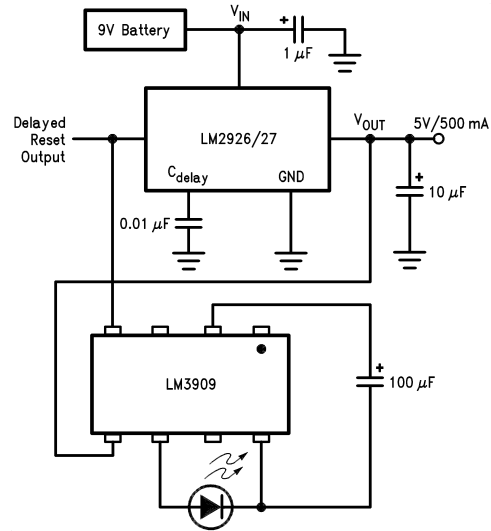 9V Battery
VIN
1 μF
Delayed
Reset
Output
LM2926/27
VOUT
5V/500 mA
Cdelay
GND
0.01 μF
10 μF
LM3909
100 μF